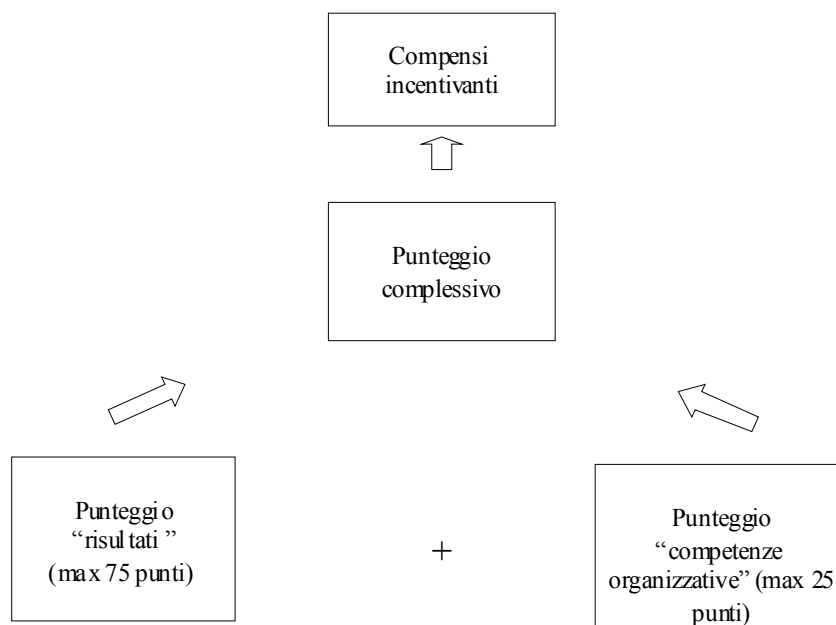 Compensi
incentivanti
Punteggio
complessivo
Punteggio
“risultati ”
(max 75 punti)
+
Punteggio
“competenze
organizzative” (max 25
punti)